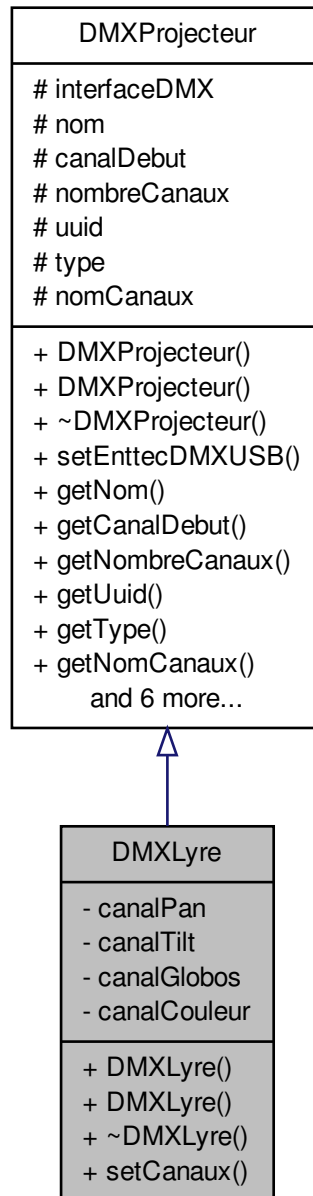 DMXProjecteur
# interfaceDMX
# nom
# canalDebut
# nombreCanaux
# uuid
# type
# nomCanaux
+ DMXProjecteur()
+ DMXProjecteur()
+ ~DMXProjecteur()
+ setEnttecDMXUSB()
+ getNom()
+ getCanalDebut()
+ getNombreCanaux()
+ getUuid()
+ getType()
+ getNomCanaux()
and 6 more...
DMXLyre
- canalPan
- canalTilt
- canalGlobos
- canalCouleur
+ DMXLyre()
+ DMXLyre()
+ ~DMXLyre()
+ setCanaux()